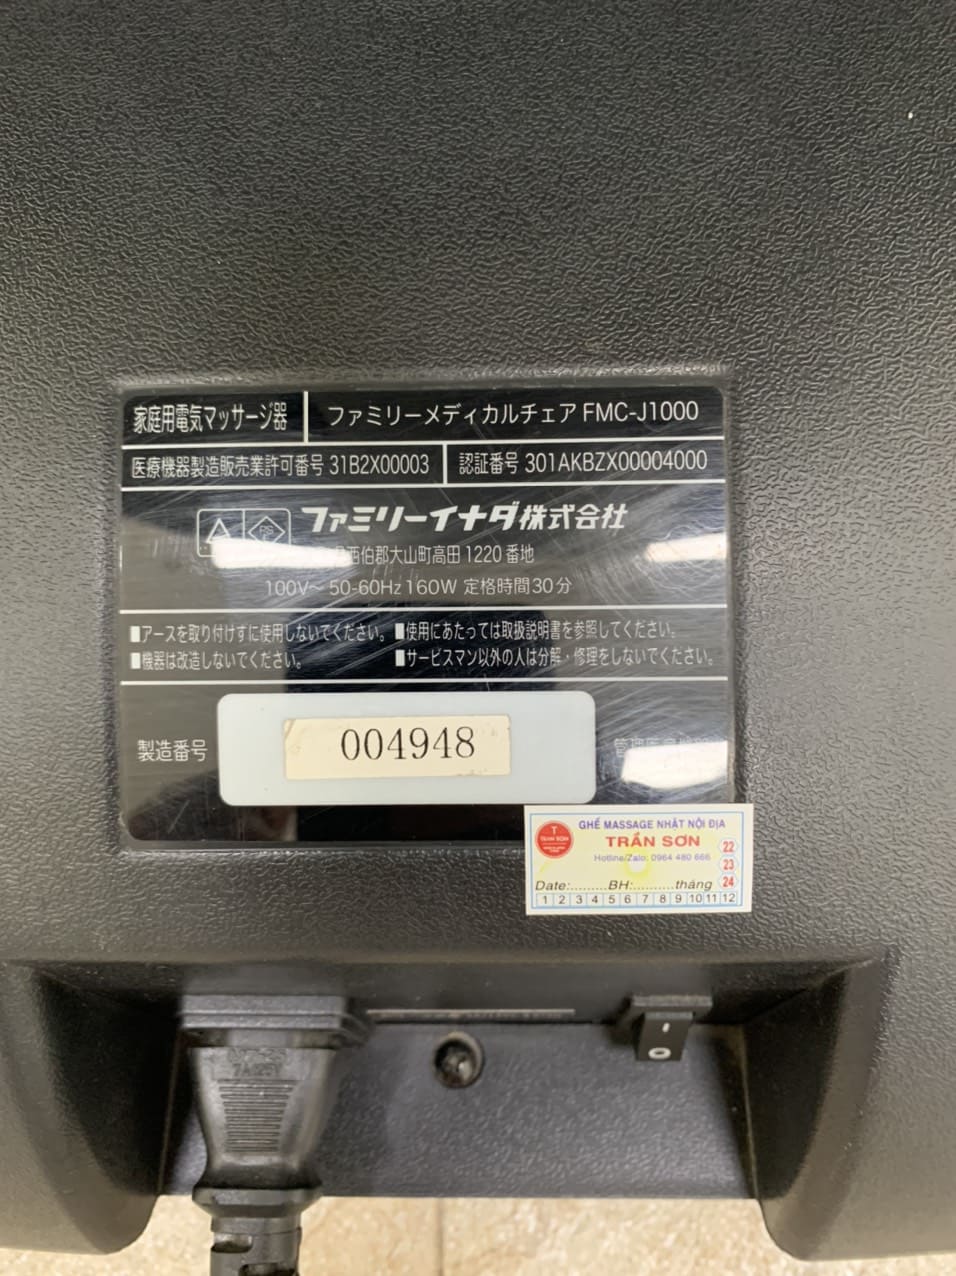 家庭用電気マッサージ器 ファミリーメディカルチェア FMC-J1000
医療機器製造販売業許可番号 31B2X00003 認証番号 301AKBZX00004000
ファミリーイナダ株式会社
西伯郡大山町高田 1220 番地
100V～ 50-60Hz 160W 定格時間30分
■アースを取り付けずに使用しないでください。 ■使用にあたっては取扱説明書を参照してください。
■機器は改造しないでください。 ■サービスマン以外の人は分解・修理をしないでください。
製造番号 004948 管理医療機器
GHẾ MASSAGE NHẬT NỘI ĐỊA
T
TRẦN SƠN
TRẦN SƠN
22
Hotline/Zalo: 0964 480 666
23
Date:.........BH:..........tháng
24
1 2 3 4 5 6 7 8 9 10 11 12
7A125V